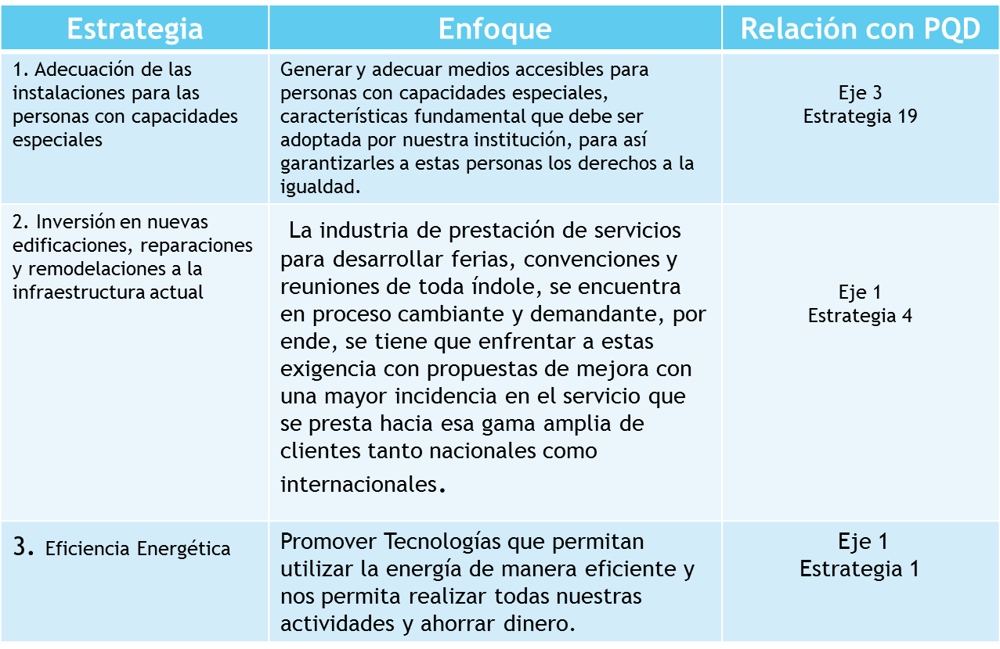 Estrategia
Enfoque
Relación con PQD
1. Adecuación de las
instalaciones para las
personas con capacidades
especiales
Generar y adecuar medios accesibles para
personas con capacidades especiales,
características fundamental que debe ser
adoptada por nuestra institución, para así
garantizarles a estas personas los derechos a la
igualdad.
Eje 3
Estrategia 19
2. Inversión en nuevas
edificaciones, reparaciones
y remodelaciones a la
infraestructura actual
La industria de prestación de servicios
para desarrollar ferias, convenciones y
reuniones de toda índole, se encuentra
en proceso cambiante y demandante, por
ende, se tiene que enfrentar a estas
exigencia con propuestas de mejora con
una mayor incidencia en el servicio que
se presta hacia esa gama amplia de
clientes tanto nacionales como
internacionales.
Eje 1
Estrategia 4
3. Eficiencia Energética
Promover Tecnologías que permitan
utilizar la energía de manera eficiente y
nos permita realizar todas nuestras
actividades y ahorrar dinero.
Eje 1
Estrategia 1